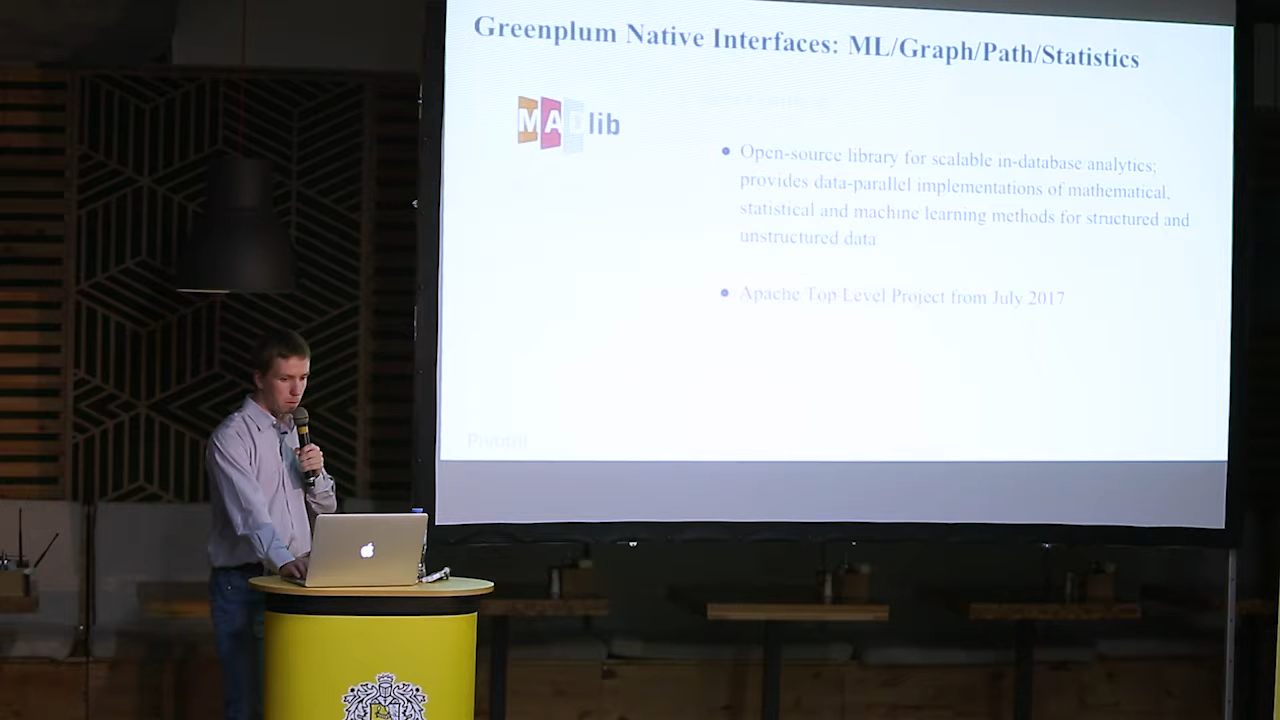 Greenplum Native Interfaces: ML/Graph/Path/Statistics
MADlib
● Open-source library for scalable in-database analytics;
provides data-parallel implementations of mathematical,
statistical and machine learning methods for structured and
unstructured data
● Apache Top Level Project from July 2017
Pivotal